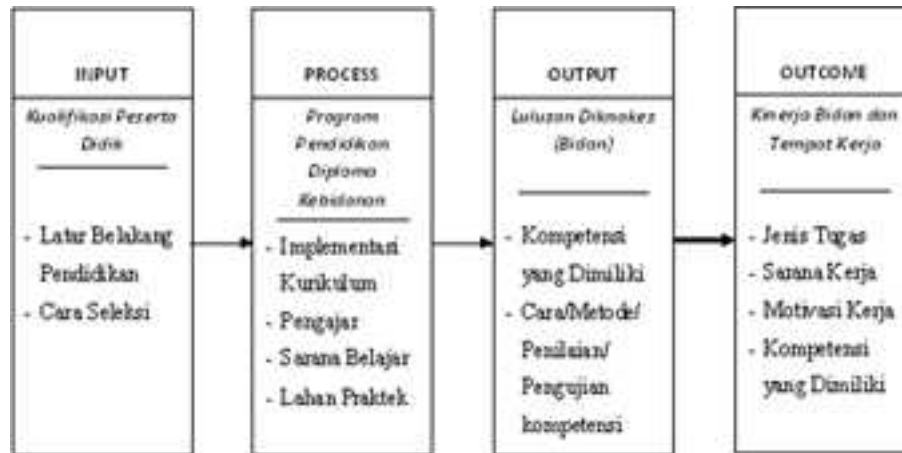 INPUT
Kualifikasi Peserta
Didik
- Latar Belakang
Pendidikan
- Cara Seleksi
PROCESS
Program
Pendidikan
Diploma
Kebidanan
- Implementasi
Kurikulum
- Pengajar
- Sarana Belajar
- Lahan Praktek
OUTPUT
Lulusan Diknakes
(Bidan)
- Kompetensi
yang Dimiliki
- Cara/Metode/
Penilaian/
Pengujian
kompetensi
OUTCOME
Kinerja Bidan dan
Tempat Kerja
- Jenis Tugas
- Sarana Kerja
- Motivasi Kerja
- Kompetensi
yang Dimiliki